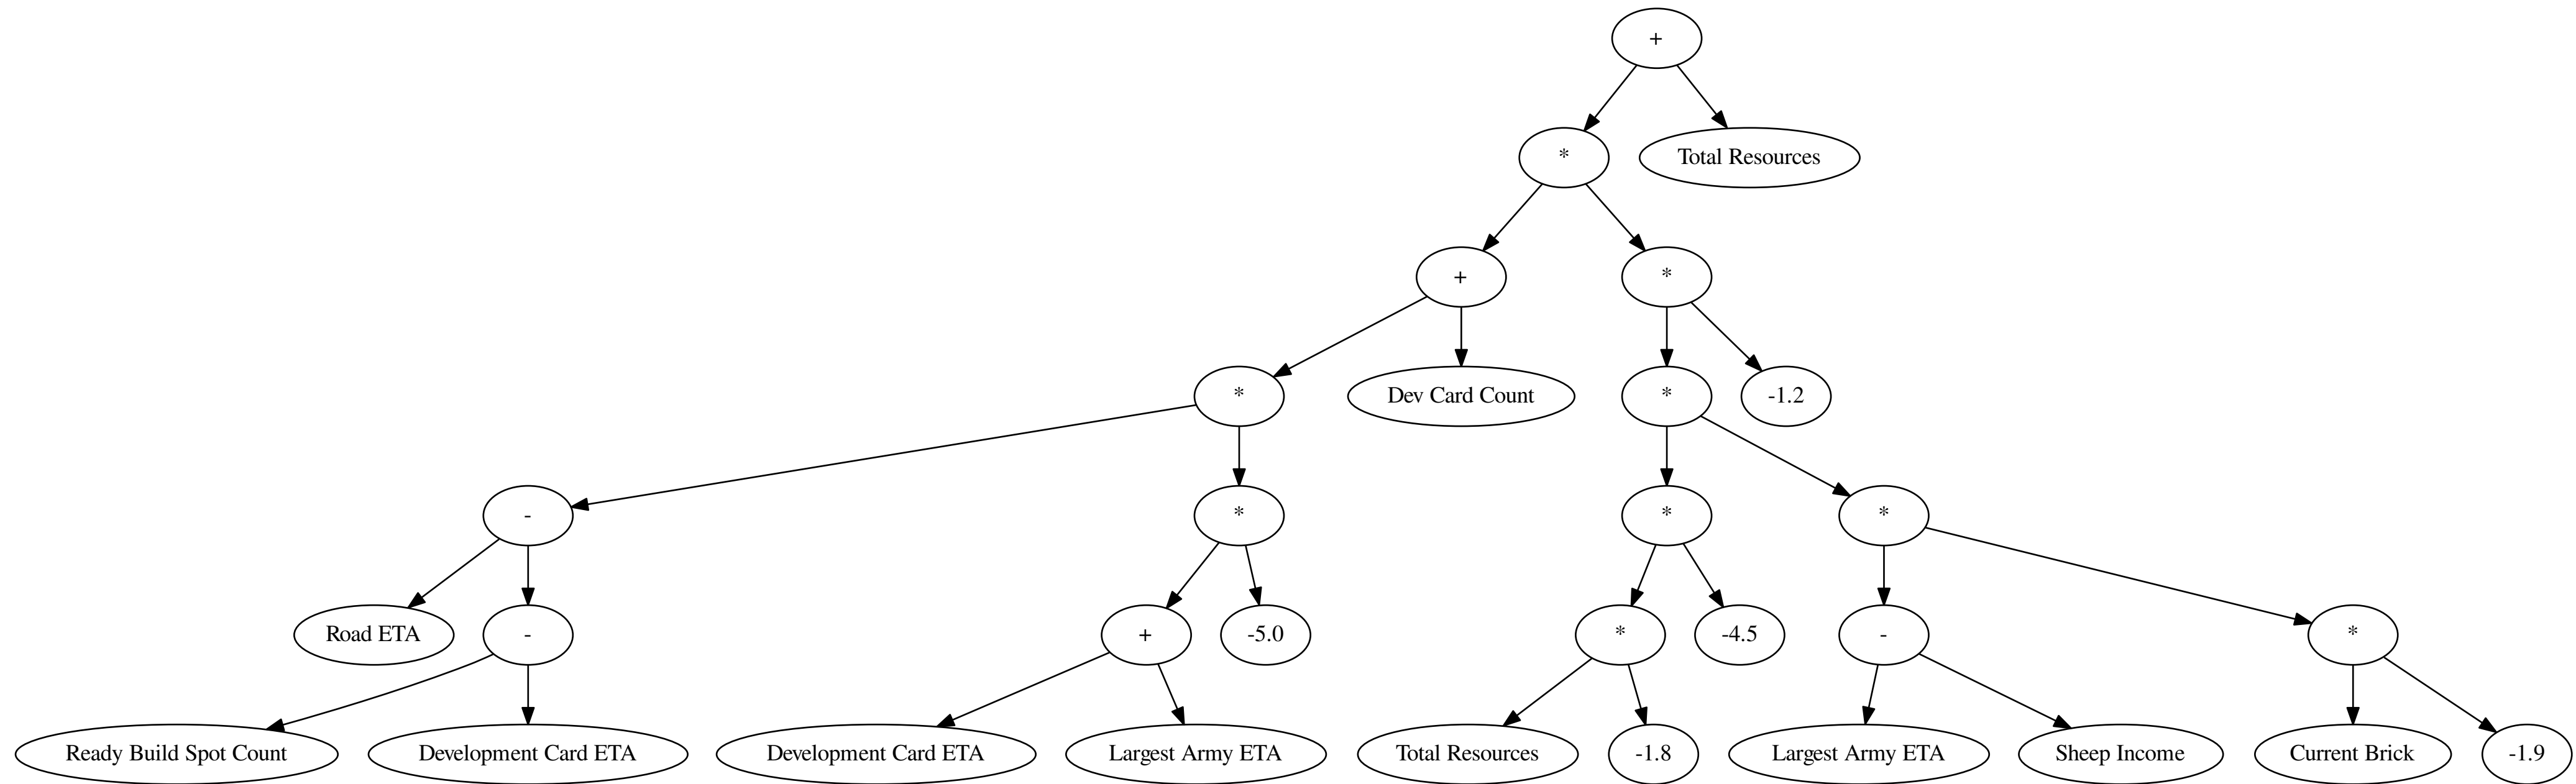 +
*
Total Resources
+
*
*
Dev Card Count
*
-1.2
-
*
*
*
Road ETA
-
+
-5.0
*
-4.5
-
*
Ready Build Spot Count
Development Card ETA
Development Card ETA
Largest Army ETA
Total Resources
-1.8
Largest Army ETA
Sheep Income
Current Brick
-1.9